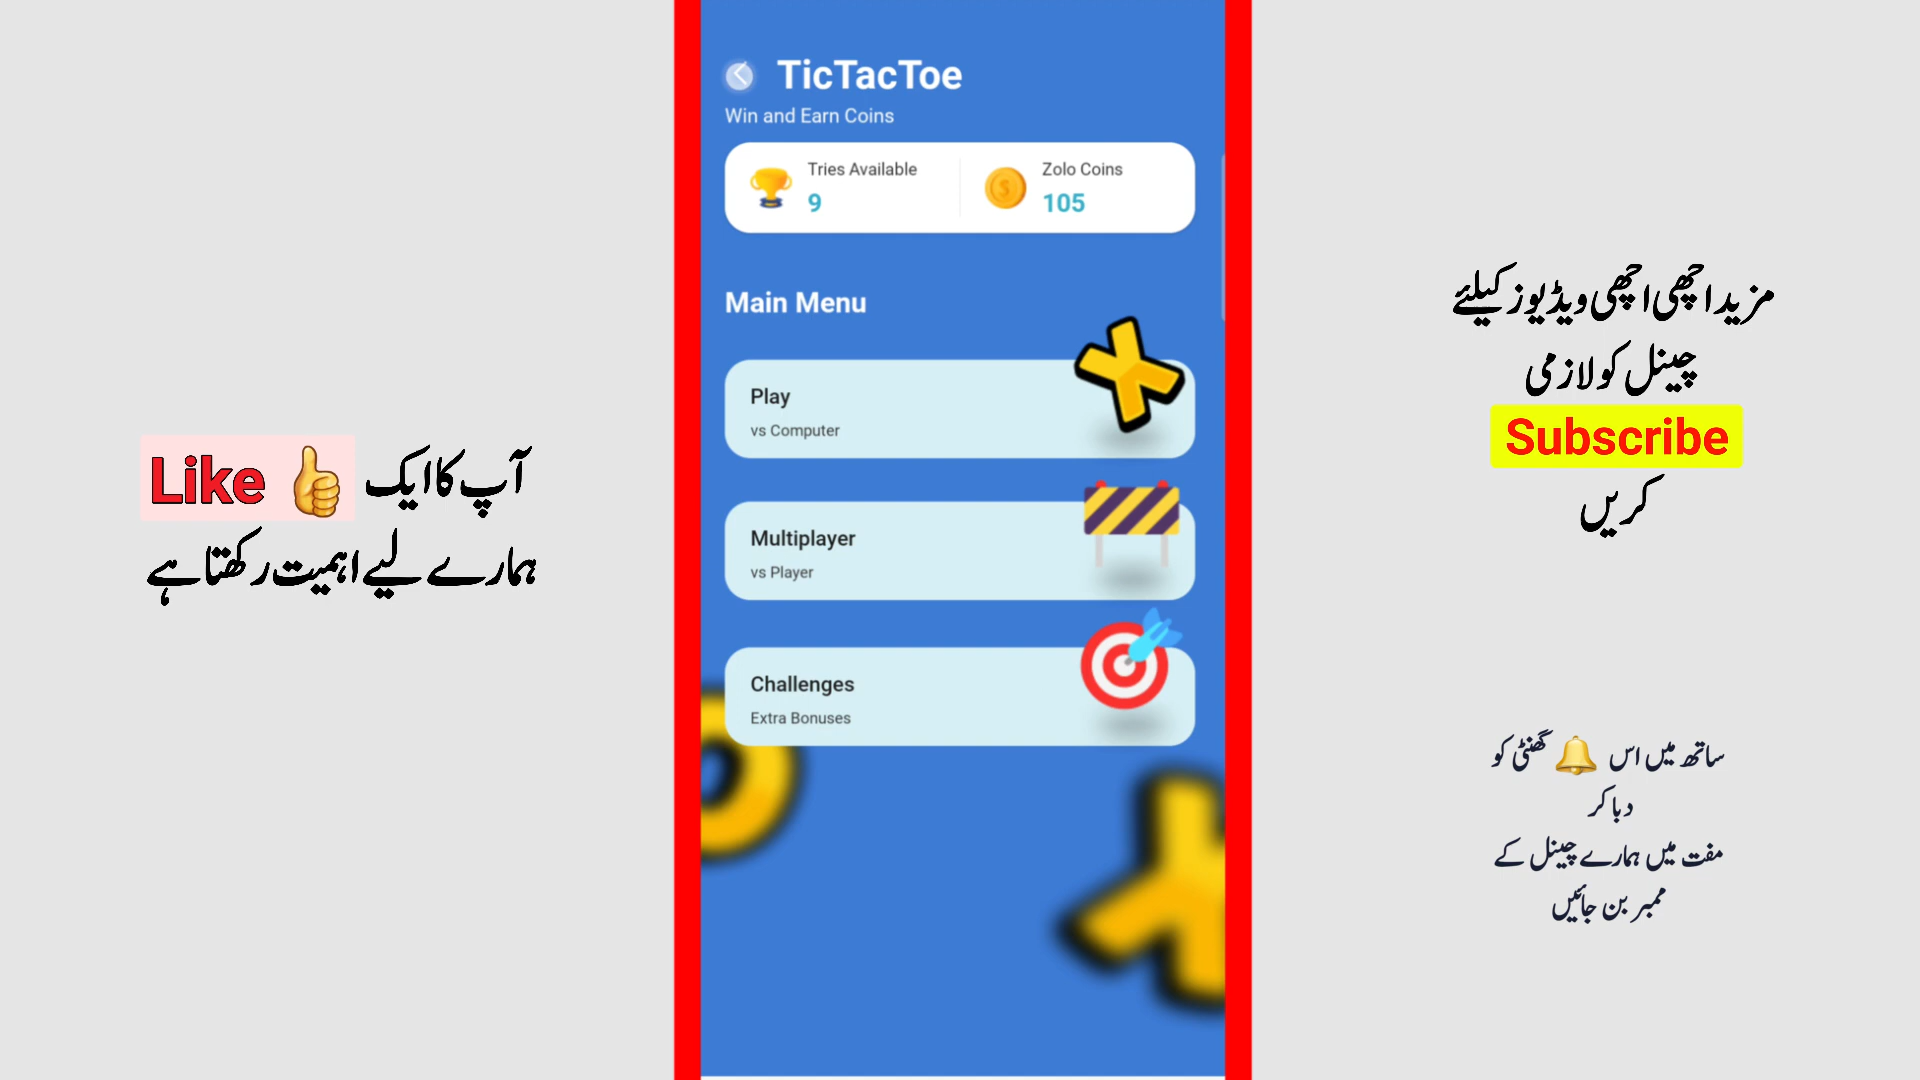 آپ کا ایک Like 👍
ہمارے لیے اہمیت رکھتا ہے
TicTacToe
Win and Earn Coins
Tries Available
9
Zolo Coins
105
Main Menu
Play
vs Computer
Multiplayer
vs Player
Challenges
Extra Bonuses
مزید اچھی اچھی ویڈیوز کیلئے
چینل کو لازمی
Subscribe
کریں
ساتھ میں اس 🔔 گھنٹی کو
دبا کر
مفت میں ہمارے چینل کے
ممبر بن جائیں